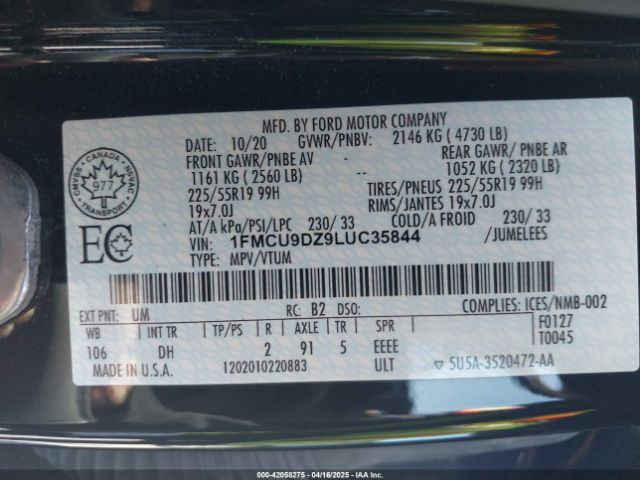 MFD. BY FORD MOTOR COMPANY
DATE: 10/20 GVWR/PNBV: 2146 KG ( 4730 LB)
FRONT GAWR/PNBE AV - REAR GAWR/ PNBE AR
1161 KG ( 2560 LB) -- 1052 KG ( 2320 LB)
225/55R19 99H TIRES/PNEUS 225/55R19 99H
19x7.0J RIMS/JANTES 19x7.0J
AT/A kPa/PSI/LPC 230/ 33 COLD/A FROID 230/ 33
VIN: 1FMCU9DZ9LUC35844 /JUMELEES
TYPE: MPV/VTUM
CANADA
CMVSS NSVAC
977
TRANSPORT
EC
EXT PNT: UM RC: B2 DSO: COMPLIES: ICES/NMB-002
WB INT TR TP/PS R AXLE TR SPR F0127
106 DH 2 91 5 EEEE T0045
MADE IN U.S.A. 1202010220883 ULT ▽ 5U5A-3520472-AA
000-42058275 - 04/16/2025 - IAA Inc.